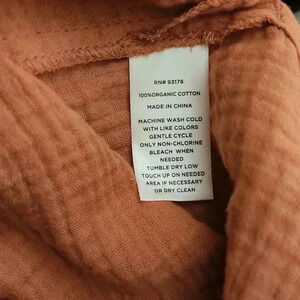 RN# 93178
100%ORGANIC COTTON
MADE IN CHINA
MACHINE WASH COLD
WITH LIKE COLORS
GENTLE CYCLE
ONLY NON-CHLORINE
BLEACH WHEN
NEEDED
TUMBLE DRY LOW
TOUCH UP ON NEEDED
AREA IF NECESSARY
OR DRY CLEAN